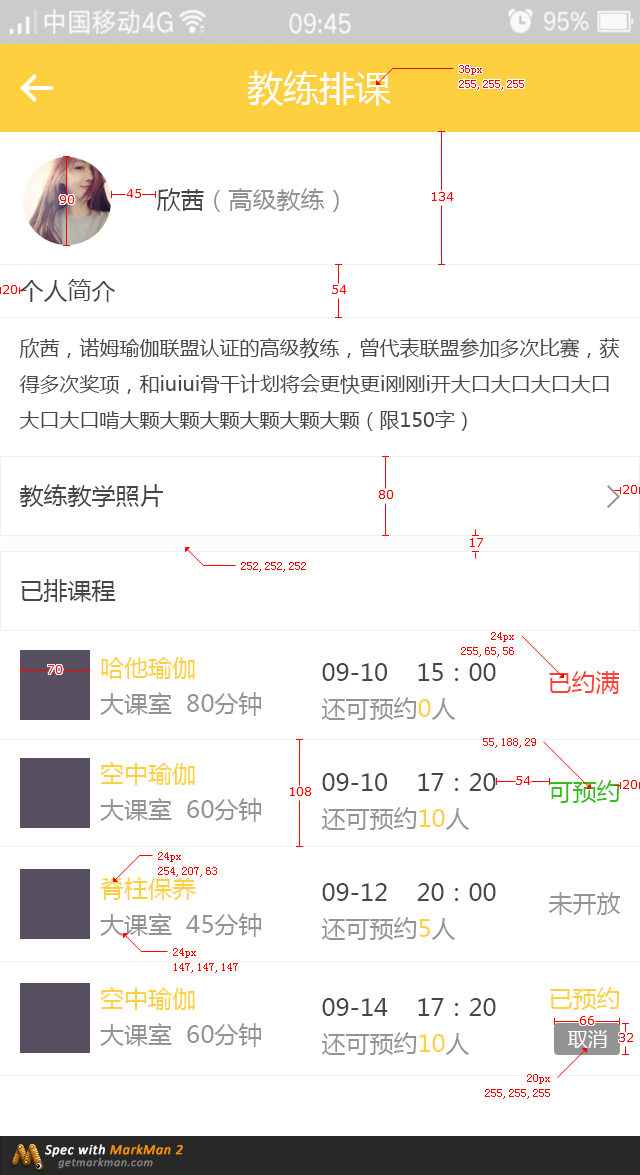 中国移动4G 09:45 95%
教练排课
36px
255,255,255
90
45
欣茜（高级教练）
134
20
个人简介
54
欣茜，诺姆瑜伽联盟认证的高级教练，曾代表联盟参加多次比赛，获
得多次奖项，和iuiui骨干计划将会更快更i刚刚i开大口大口大口大口
大口大口啃大颗大颗大颗大颗大颗大颗（限150字）
教练教学照片
80
20
17
252,252,252
已排课程
24px
255,65,56
70
哈他瑜伽
大课室 80分钟
09-10 15：00
还可预约0人
已约满
55,188,29
空中瑜伽
大课室 60分钟
108
09-10 17：20
还可预约10人
54
可预约
20
24px
254,207,63
脊柱保养
大课室 45分钟
09-12 20：00
还可预约5人
未开放
24px
147,147,147
空中瑜伽
大课室 60分钟
09-14 17：20
还可预约10人
已预约
66
取消
32
20px
255,255,255
Spec with MarkMan 2
getmarkman.com